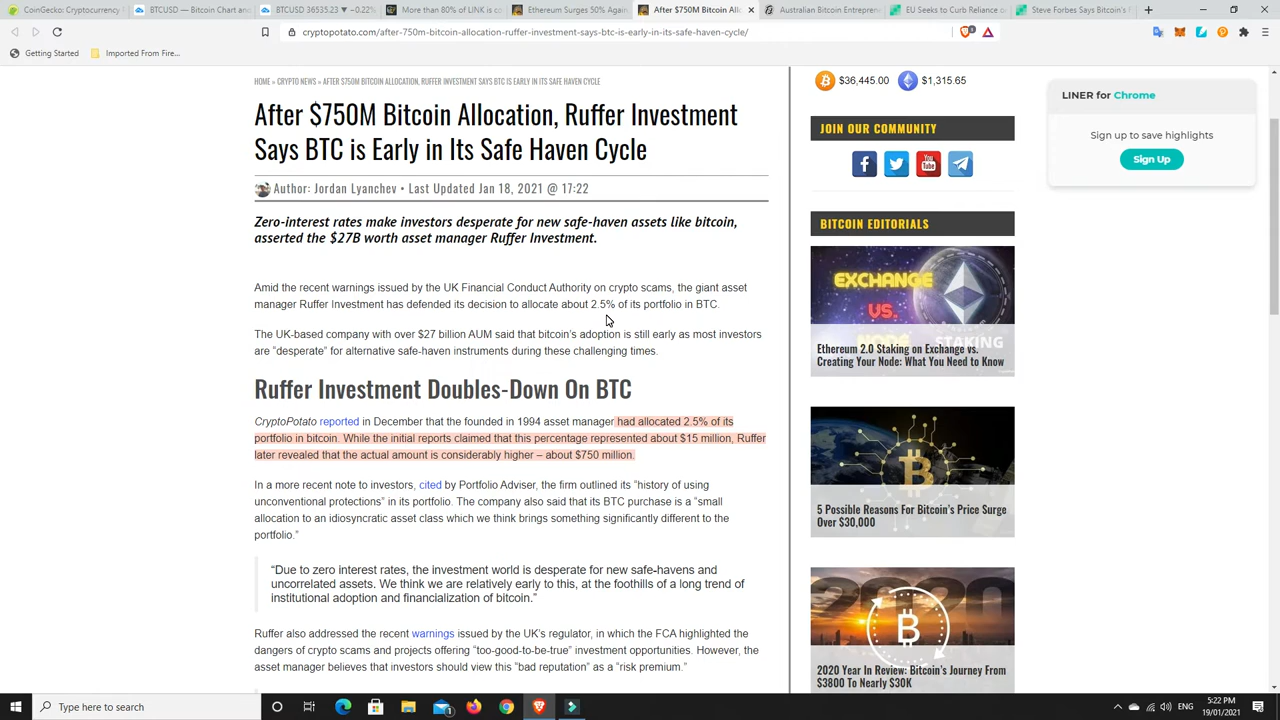 CoinGecko: Cryptocurrency P
BTCUSD — Bitcoin Chart and
BTCUSD 36535.23 ▼ −0.22%
More than 80% of LINK is co
Ethereum Surges 50% Again
After $750M Bitcoin Allo
Australian Bitcoin Entrepren
EU Seeks to Curb Reliance o
Steve Forbes Says Bitcoin's F
cryptopotato.com/after-750m-bitcoin-allocation-ruffer-investment-says-btc-is-early-in-its-safe-haven-cycle/
Getting Started
Imported From Fire...
HOME » CRYPTO NEWS » AFTER $750M BITCOIN ALLOCATION, RUFFER INVESTMENT SAYS BTC IS EARLY IN ITS SAFE HAVEN CYCLE
After $750M Bitcoin Allocation, Ruffer Investment
Says BTC is Early in Its Safe Haven Cycle
Author: Jordan Lyanchev • Last Updated Jan 18, 2021 @ 17:22
Zero-interest rates make investors desperate for new safe-haven assets like bitcoin,
asserted the $27B worth asset manager Ruffer Investment.
Amid the recent warnings issued by the UK Financial Conduct Authority on crypto scams, the giant asset
manager Ruffer Investment has defended its decision to allocate about 2.5% of its portfolio in BTC.
The UK-based company with over $27 billion AUM said that bitcoin's adoption is still early as most investors
are “desperate” for alternative safe-haven instruments during these challenging times.
Ruffer Investment Doubles-Down On BTC
CryptoPotato reported in December that the founded in 1994 asset manager had allocated 2.5% of its
portfolio in bitcoin. While the initial reports claimed that this percentage represented about $15 million, Ruffer
later revealed that the actual amount is considerably higher – about $750 million.
In a more recent note to investors, cited by Portfolio Adviser, the firm outlined its “history of using
unconventional protections” in its portfolio. The company also said that its BTC purchase is a “small
allocation to an idiosyncratic asset class which we think brings something significantly different to the
portfolio.”
“Due to zero interest rates, the investment world is desperate for new safe-havens and
uncorrelated assets. We think we are relatively early to this, at the foothills of a long trend of
institutional adoption and financialization of bitcoin.”
Ruffer also addressed the recent warnings issued by the UK's regulator, in which the FCA highlighted the
dangers of crypto scams and projects offering “too-good-to-be-true” investment opportunities. However, the
asset manager believes that investors should view this “bad reputation” as a “risk premium.”
$36,445.00
$1,315.65
JOIN OUR COMMUNITY
You
Tube
BITCOIN EDITORIALS
EXCHANGE
VS.
NODE STAKING
Ethereum 2.0 Staking on Exchange vs.
Creating Your Node: What You Need to Know
5 Possible Reasons For Bitcoin's Price Surge
Over $30,000
2020
2020 Year In Review: Bitcoin's Journey From
$3800 To Nearly $30K
LINER for Chrome
Sign up to save highlights
Sign Up
Type here to search
ENG
5:22 PM
19/01/2021